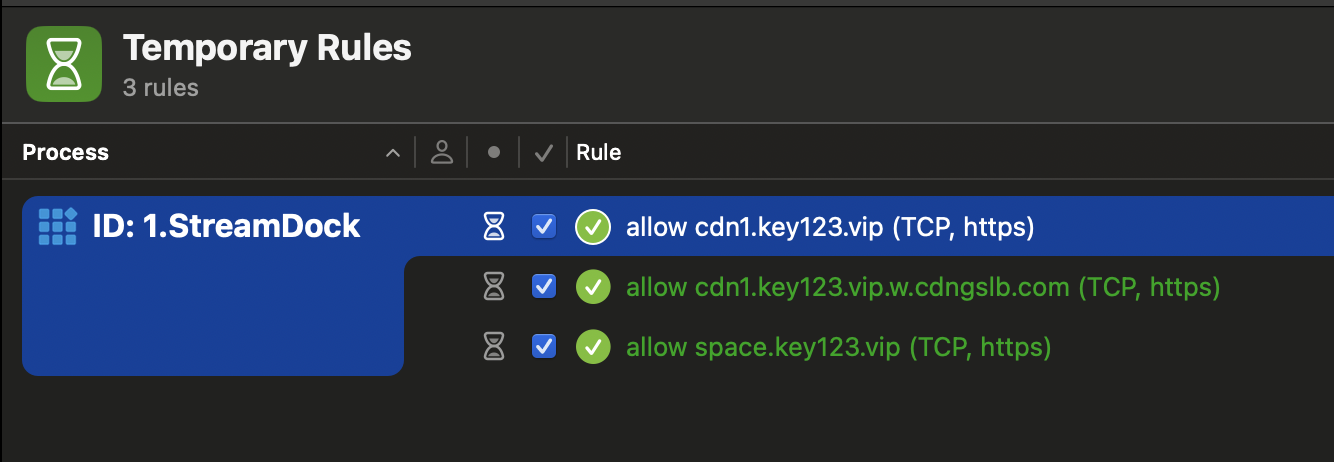 Temporary Rules
3 rules
Process Rule
ID: 1.StreamDock allow cdn1.key123.vip (TCP, https)
allow cdn1.key123.vip.w.cdngslb.com (TCP, https)
allow space.key123.vip (TCP, https)